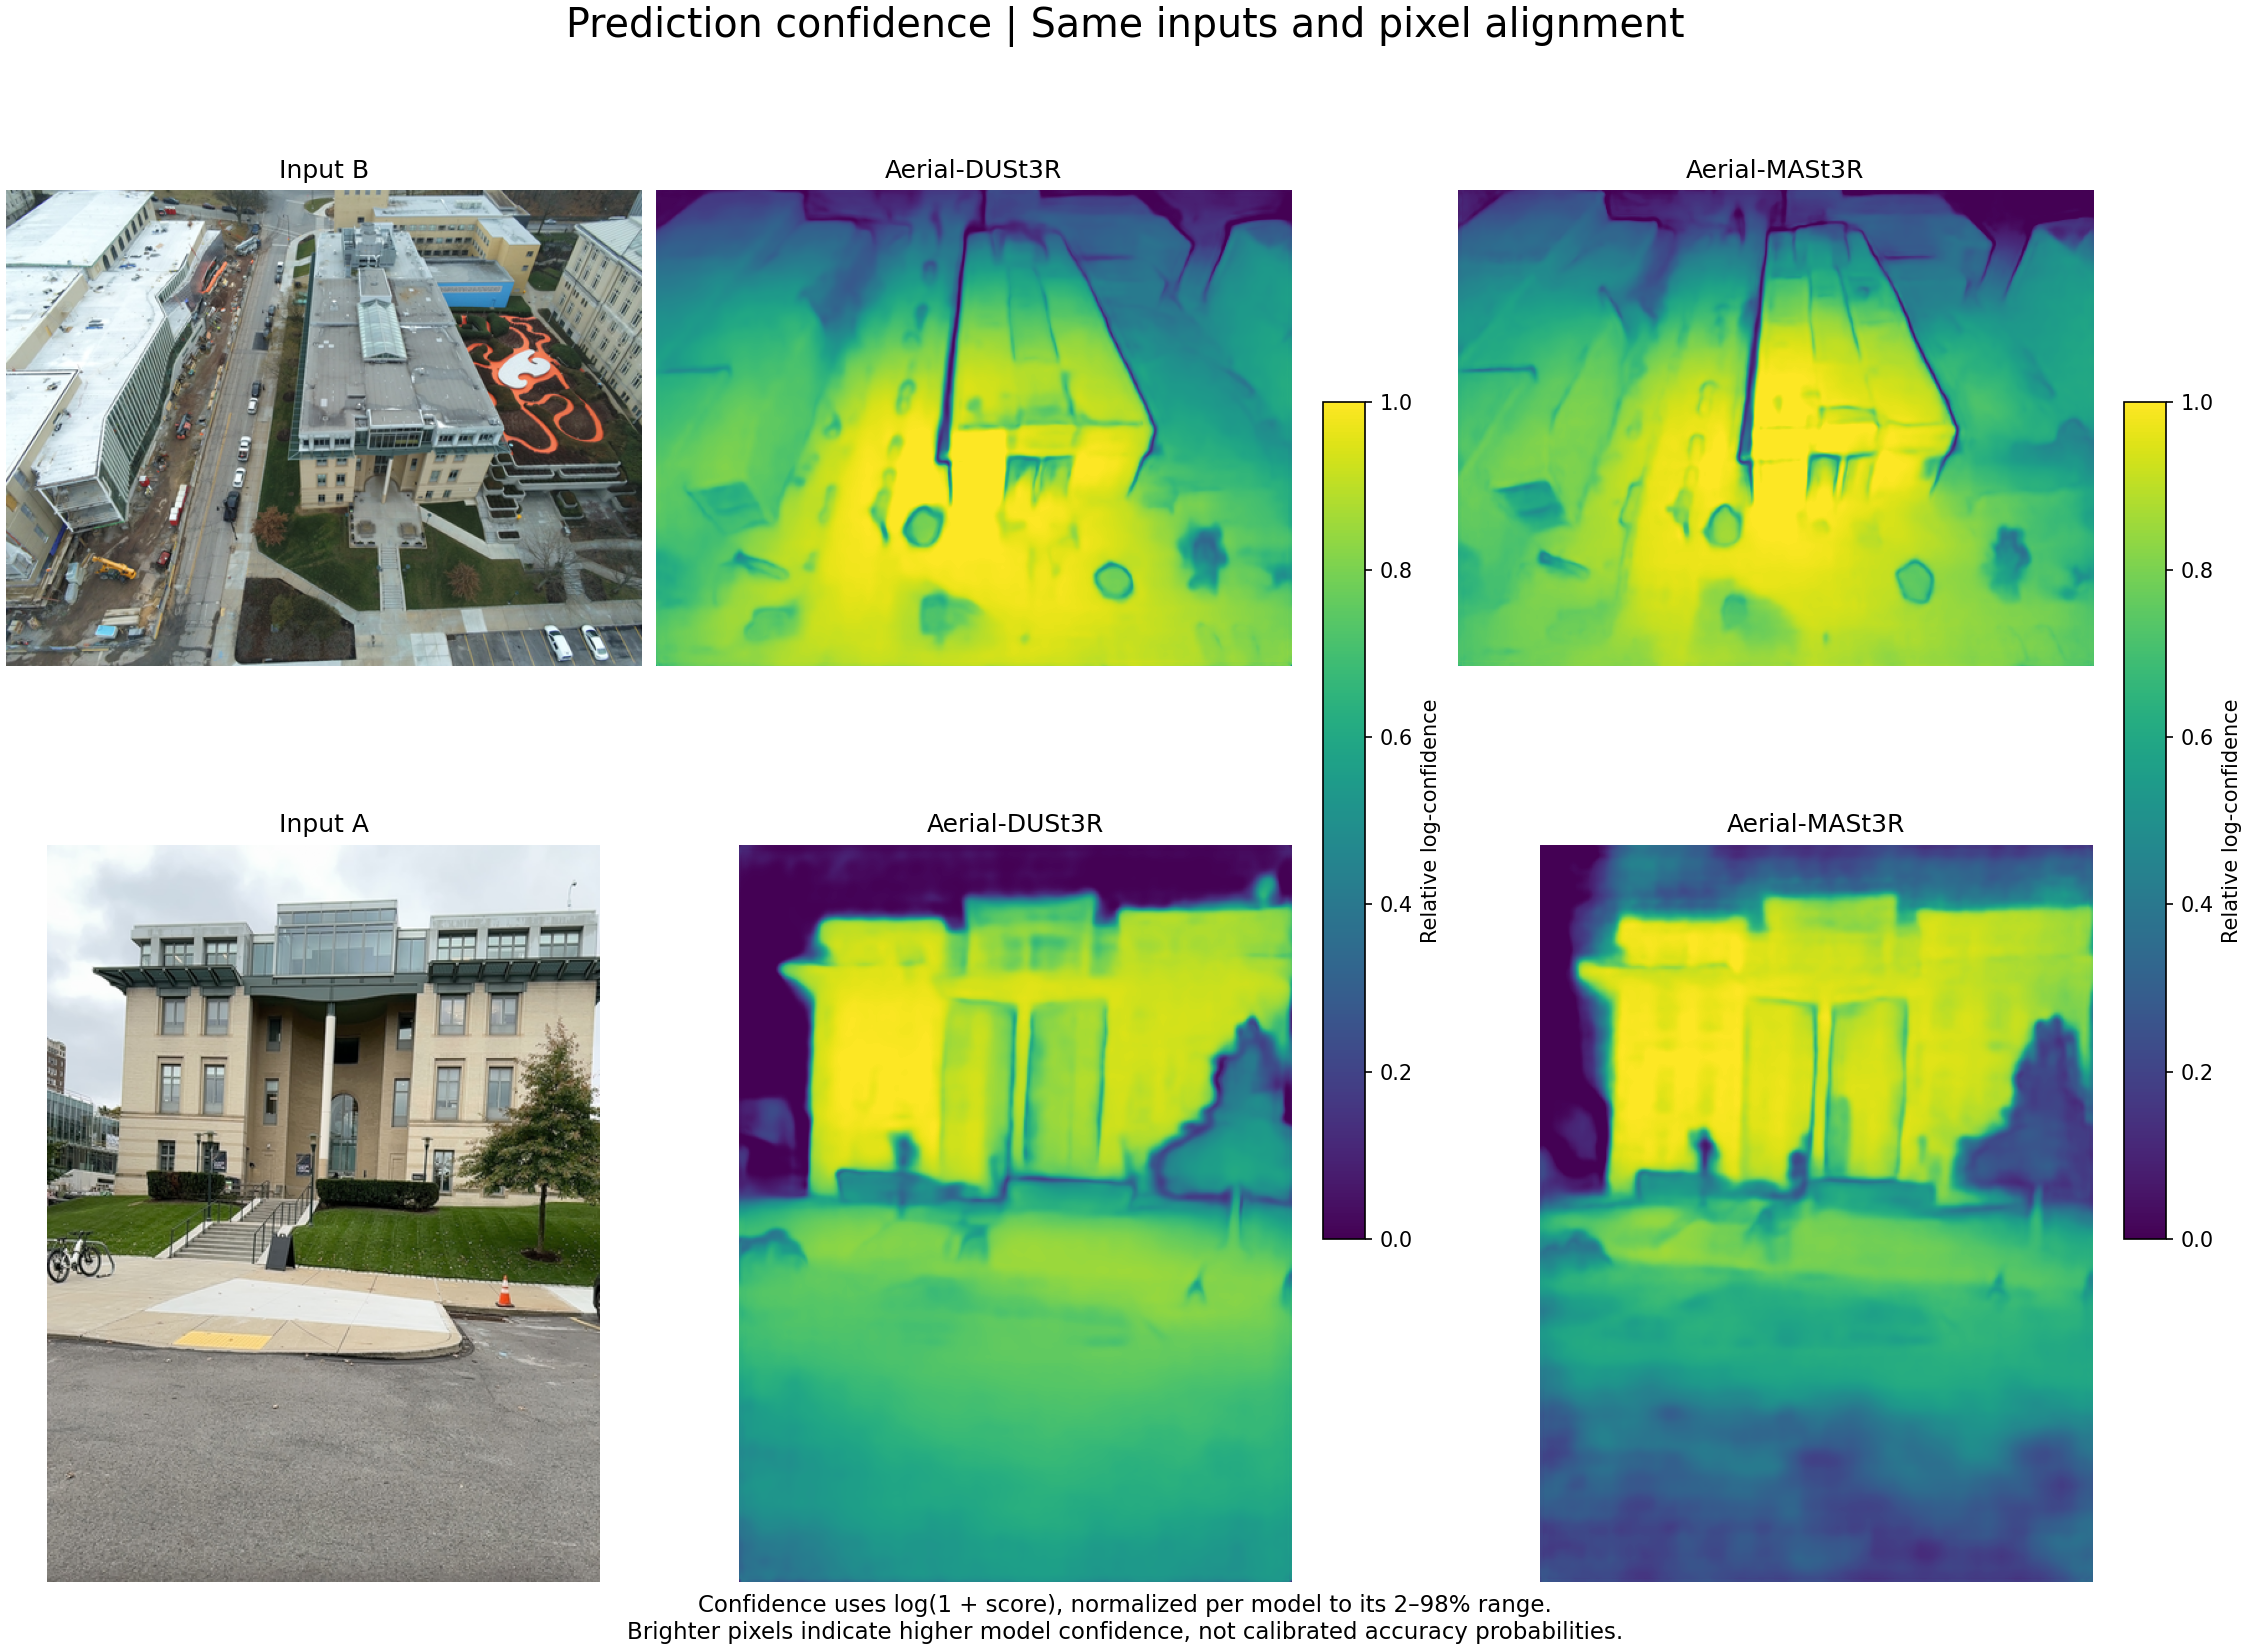 Prediction confidence | Same inputs and pixel alignment
Input B
Aerial-DUSt3R
Aerial-MASt3R
1.0
0.8
0.6
0.4
0.2
0.0
Relative log-confidence
1.0
0.8
0.6
0.4
0.2
0.0
Relative log-confidence
Input A
Aerial-DUSt3R
Aerial-MASt3R
Confidence uses log(1 + score), normalized per model to its 2–98% range.
Brighter pixels indicate higher model confidence, not calibrated accuracy probabilities.